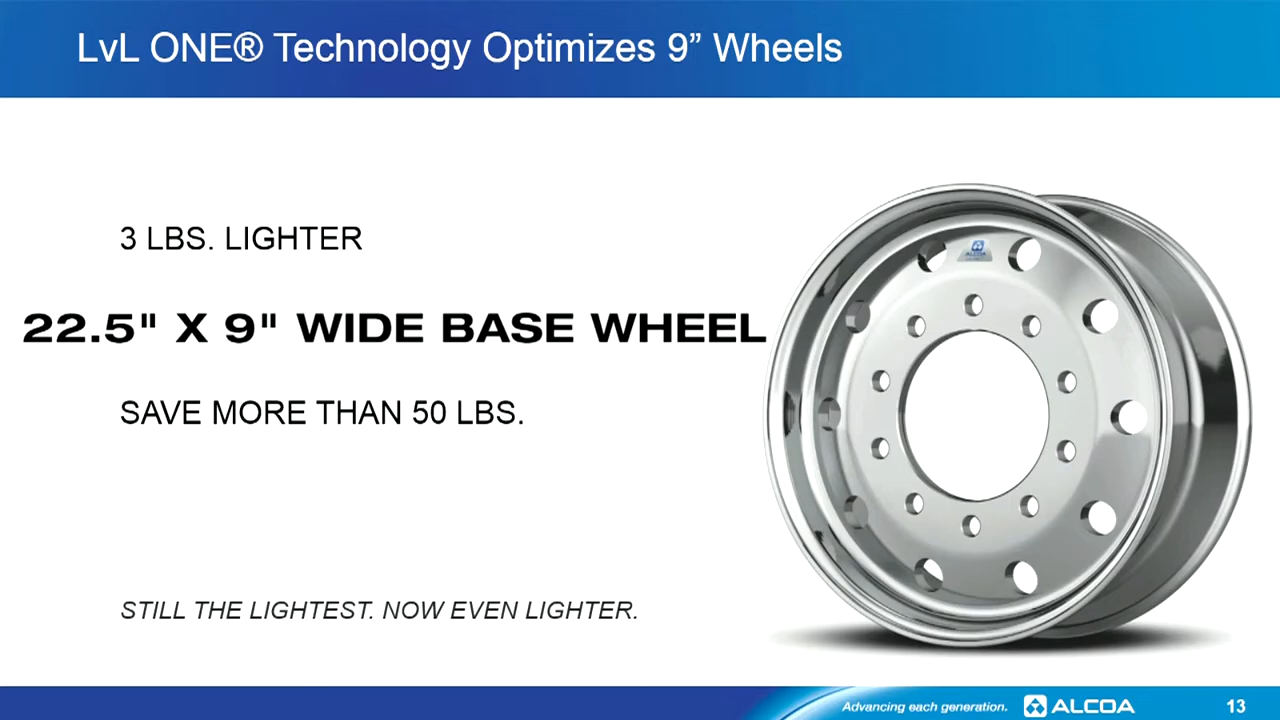 LvL ONE® Technology Optimizes 9” Wheels
3 LBS. LIGHTER
22.5" X 9" WIDE BASE WHEEL
SAVE MORE THAN 50 LBS.
STILL THE LIGHTEST. NOW EVEN LIGHTER.
ALCOA
Advancing each generation.
ALCOA
13